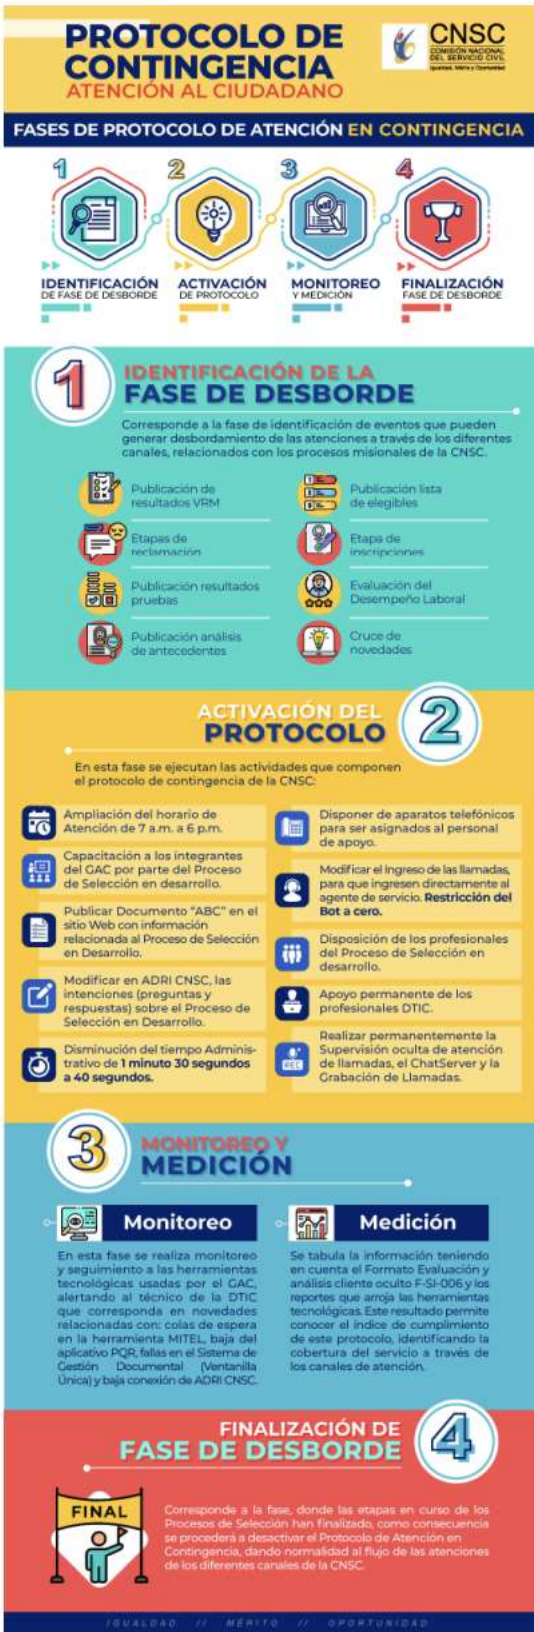 PROTOCOLO DE
CONTINGENCIA
ATENCIÓN AL CIUDADANO
CNSC
COMISIÓN NACIONAL
DEL SERVICIO CIVIL
Igualdad, Mérito y Oportunidad
FASES DE PROTOCOLO DE ATENCIÓN EN CONTINGENCIA
1
2
3
4
IDENTIFICACIÓN
DE FASE DE DESBORDE
ACTIVACIÓN
DE PROTOCOLO
MONITOREO
Y MEDICIÓN
FINALIZACIÓN
FASE DE DESBORDE
1
IDENTIFICACIÓN DE LA
FASE DE DESBORDE
Corresponde a la fase de identificación de eventos que pueden
generar desbordamiento de las atenciones a través de los diferentes
canales, relacionados con los procesos misionales de la CNSC.
Publicación de
resultados VRM
Publicación lista
de elegibles
Etapas de
reclamación
Etapa de
inscripciones
Publicación resultados
pruebas
Evaluación del
Desempeño Laboral
Publicación análisis
de antecedentes
Cruce de
novedades
ACTIVACIÓN DEL
PROTOCOLO
2
En esta fase se ejecutan las actividades que componen
el protocolo de contingencia de la CNSC:
Ampliación del horario de
Atención de 7 a.m. a 6 p.m.
Capacitación a los integrantes
del GAC por parte del Proceso
de Selección en desarrollo.
Publicar Documento "ABC" en el
sitio Web con información
relacionada al Proceso de Selección
en Desarrollo.
Modificar en ADRI CNSC, las
intenciones (preguntas y
respuestas) sobre el Proceso de
Selección en Desarrollo.
Disminución del tiempo Adminis-
trativo de 1 minuto 30 segundos
a 40 segundos.
Disponer de aparatos telefónicos
para ser asignados al personal
de apoyo.
Modificar el Ingreso de las llamadas,
para que ingresen directamente al
agente de servicio. Restricción del
Bot a cero.
Disposición de los profesionales
del Proceso de Selección en
desarrollo.
Apoyo permanente de los
profesionales DTIC.
REC
Realizar permanentemente la
Supervisión oculta de atención
de llamadas, el ChatServer y la
Grabación de Llamadas.
3
MONITOREO Y
MEDICIÓN
Monitoreo
En esta fase se realiza monitoreo
y seguimiento a las herramientas
tecnológicas usadas por el GAC,
alertando al técnico de la DTIC
que corresponda en novedades
relacionadas con: colas de espera
en la herramienta MITEL, baja del
aplicativo PQR, fallas en el Sistema de
Gestión Documental (Ventanilla
Única) y baja conexión de ADRI CNSC.
Medición
Se tabula la información teniendo
en cuenta el Formato Evaluación y
análisis cliente oculto F-SI-006 y los
reportes que arroja las herramientas
tecnológicas. Este resultado permite
conocer el índice de cumplimiento
de este protocolo, identificando la
cobertura del servicio a través de
los canales de atención.
FINALIZACIÓN DE
FASE DE DESBORDE
4
FINAL
Corresponde a la fase, donde las etapas en curso de los
Procesos de Selección han finalizado, como consecuencia
se procederá a desactivar el Protocolo de Atención en
Contingencia, dando normalidad al flujo de las atenciones
de los diferentes canales de la CNSC.
IGUALDAD // MÉRITO // OPORTUNIDAD